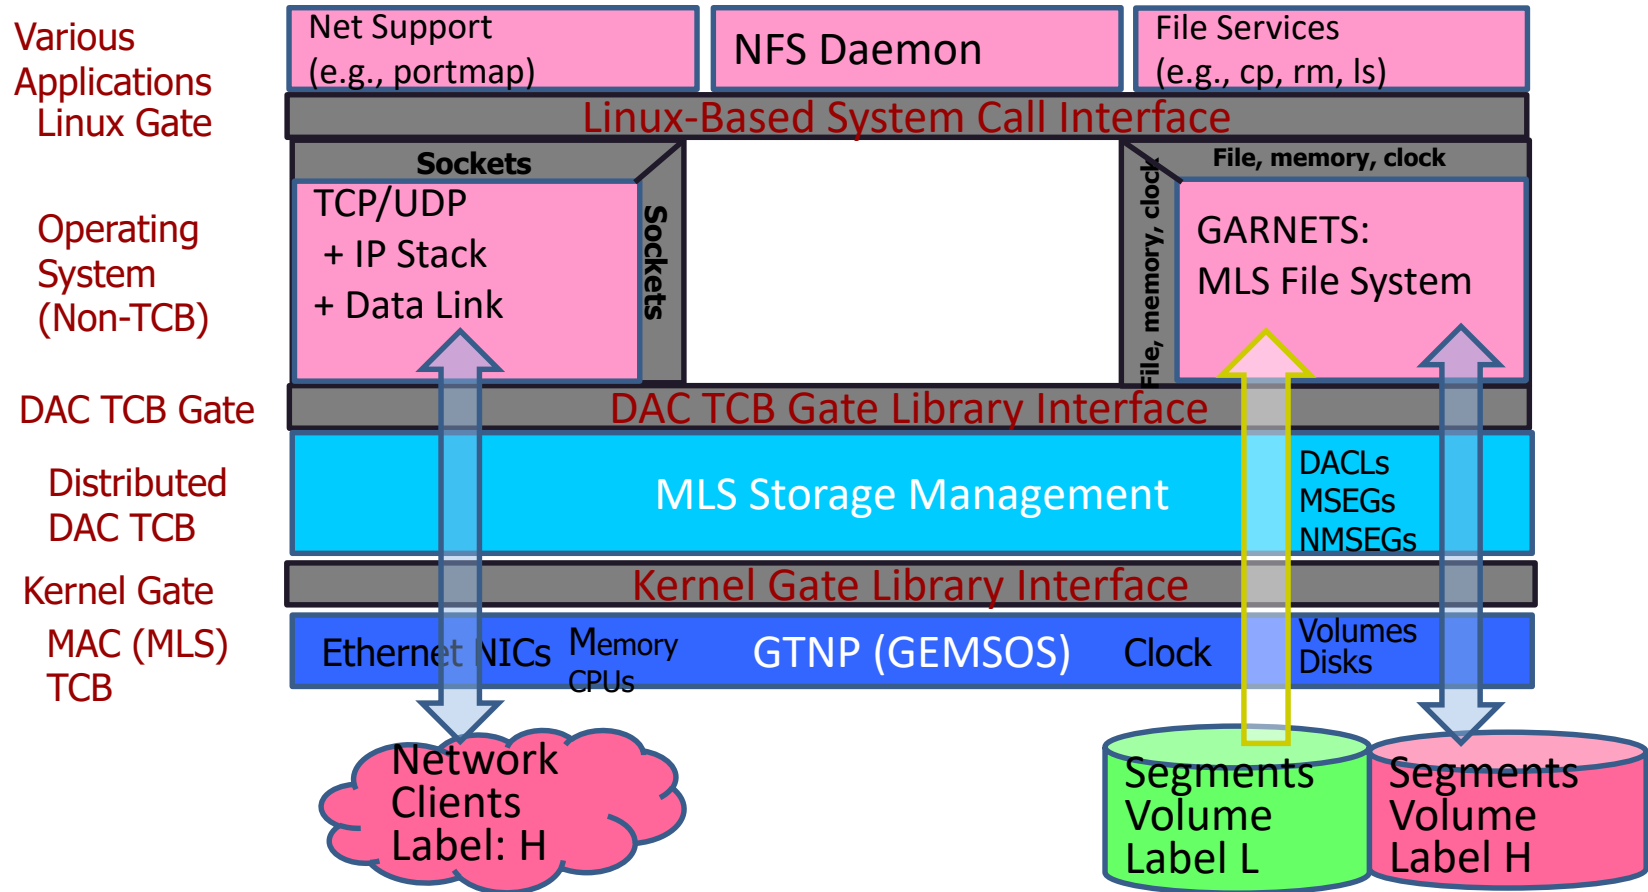 Various
Applications
Net Support
(e.g., portmap)
NFS Daemon
File Services
(e.g., cp, rm, ls)
Linux Gate
Linux-Based System Call Interface
Sockets
File, memory, clock
Operating
System
(Non-TCB)
TCP/UDP
+ IP Stack
+ Data Link
Sockets
File, memory, clock
GARNETS:
MLS File System
DAC TCB Gate
DAC TCB Gate Library Interface
Distributed
DAC TCB
MLS Storage Management
DACLs
MSEGs
NMSEGs
Kernel Gate
Kernel Gate Library Interface
MAC (MLS)
TCB
Ethernet NICs
Memory
CPUs
GTNP (GEMSOS)
Clock
Volumes
Disks
Network
Clients
Label: H
Segments
Volume
Label L
Segments
Volume
Label H